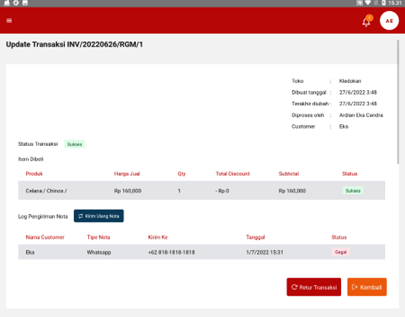 15.31
AE
Update Transaksi INV/20220626/RGM/1
Toko : Kledokan
Dibuat tanggal : 27/6/2022 3:48
Terakhir diubah : 27/6/2022 3:48
Diproses oleh : Ardian Eka Candra
Customer : Eka
Status Transaksi Sukses
Item Dibeli
Produk Harga Jual Qty Total Discount Subtotal Status
Celana / Chinos / Rp 160,000 1 - Rp 0 Rp 160,000 Sukses
Log Pengiriman Nota Kirim Ulang Nota
Nama Customer Tipe Nota Kirim Ke Tanggal Status
Eka Whatsapp +62 818-1818-1818 1/7/2022 15:31 Gagal
Retur Transaksi Kembali